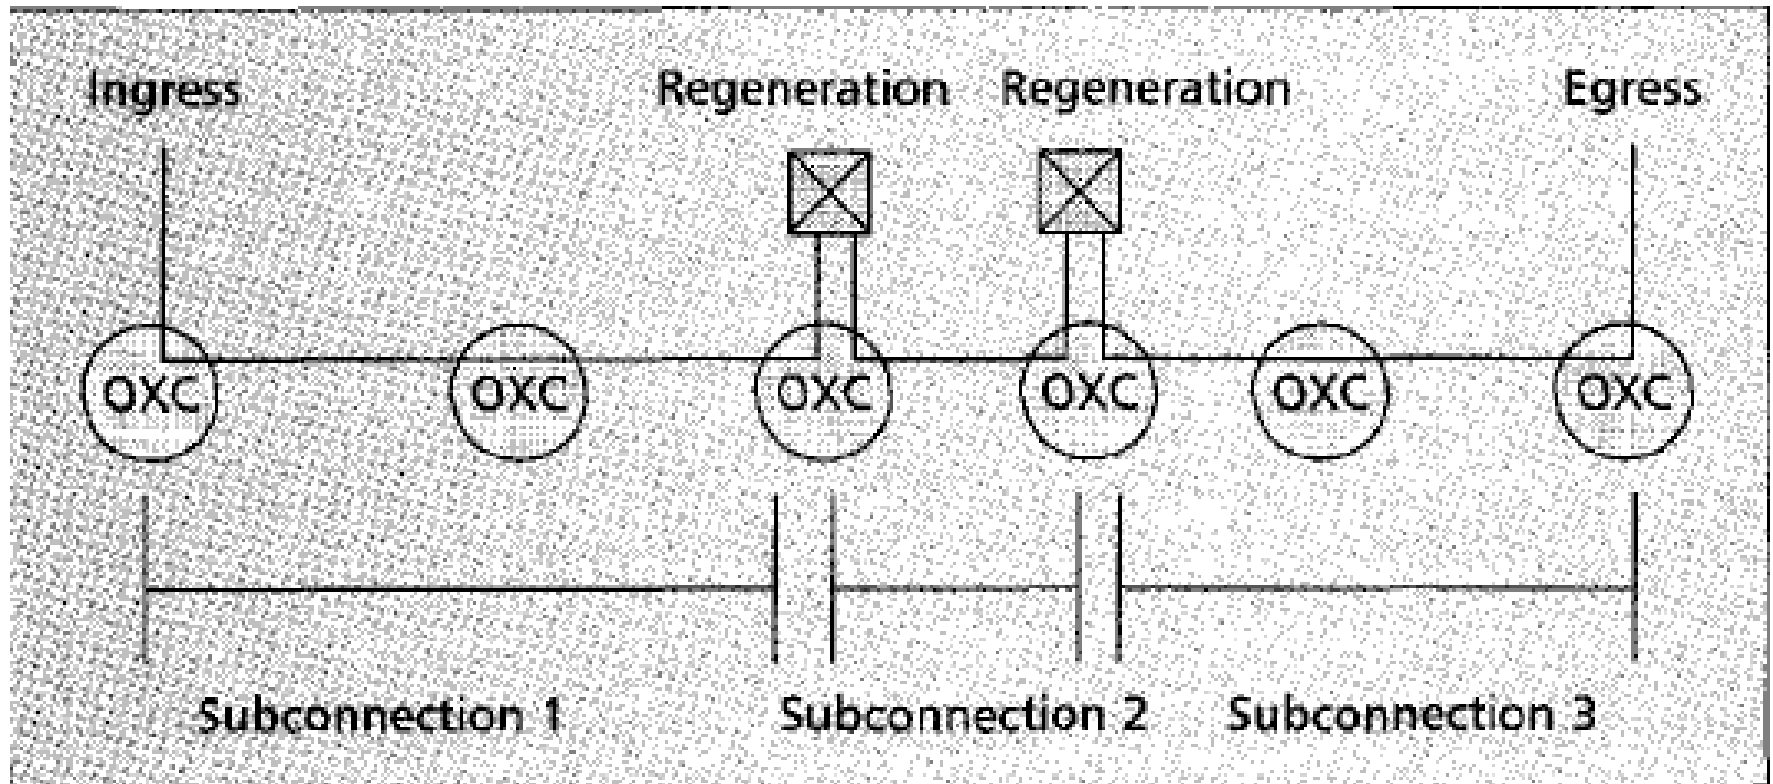 Ingress Regeneration Regeneration Egress
OXC OXC OXC OXC OXC OXC
Subconnection 1 Subconnection 2 Subconnection 3